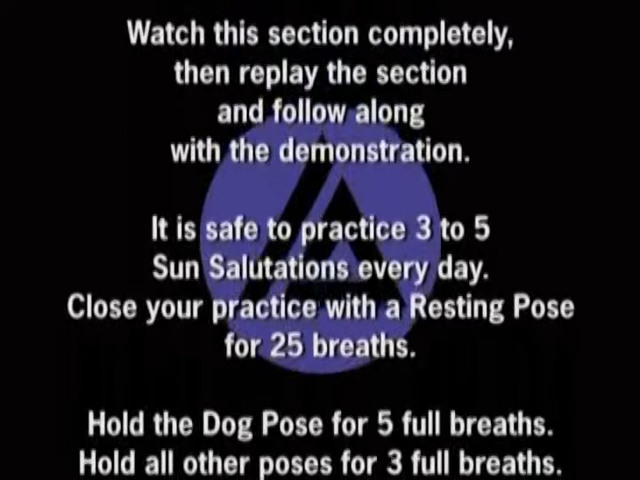 Watch this section completely,
then replay the section
and follow along
with the demonstration.
It is safe to practice 3 to 5
Sun Salutations every day.
Close your practice with a Resting Pose
for 25 breaths.
Hold the Dog Pose for 5 full breaths.
Hold all other poses for 3 full breaths.